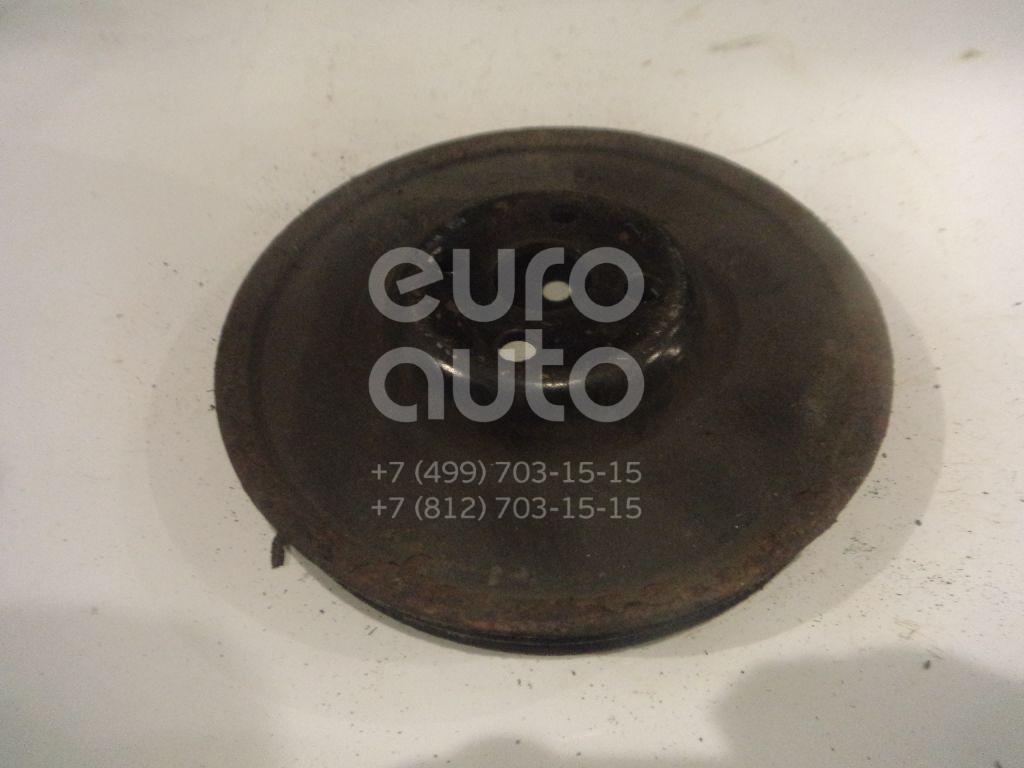 euro
auto
+7 (499) 703-15-15
+7 (812) 703-15-15